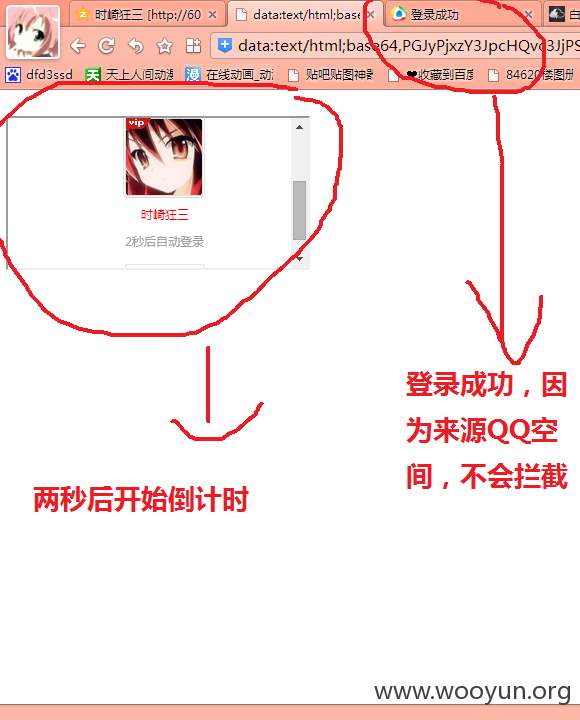 时崎狂三 [http://60
data:text/html;base
登录成功
白
data:text/html;base64,PGJyPjxzY3JpcHQvc3JjPS
dfd3ssd
天上人间动漫
在线动画_动
贴吧贴图神器
❤收藏到百度
84620楼图册
vip
时崎狂三
2秒后自动登录
登录成功，因
为来源QQ空
间，不会拦截
两秒后开始倒计时
www.wooyun.org